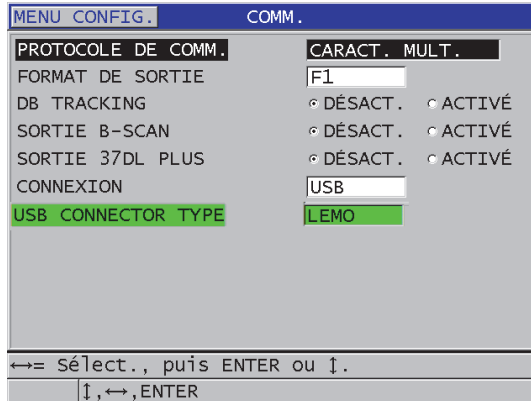 MENU CONFIG. COMM.
PROTOCOLE DE COMM. CARACT. MULT.
FORMAT DE SORTIE F1
DB TRACKING DÉSACT. ACTIVÉ
SORTIE B-SCAN DÉSACT. ACTIVÉ
SORTIE 37DL PLUS DÉSACT. ACTIVÉ
CONNEXION USB
USB CONNECTOR TYPE LEMO
↔= Sélect., puis ENTER ou ↕.
↕,↔,ENTER